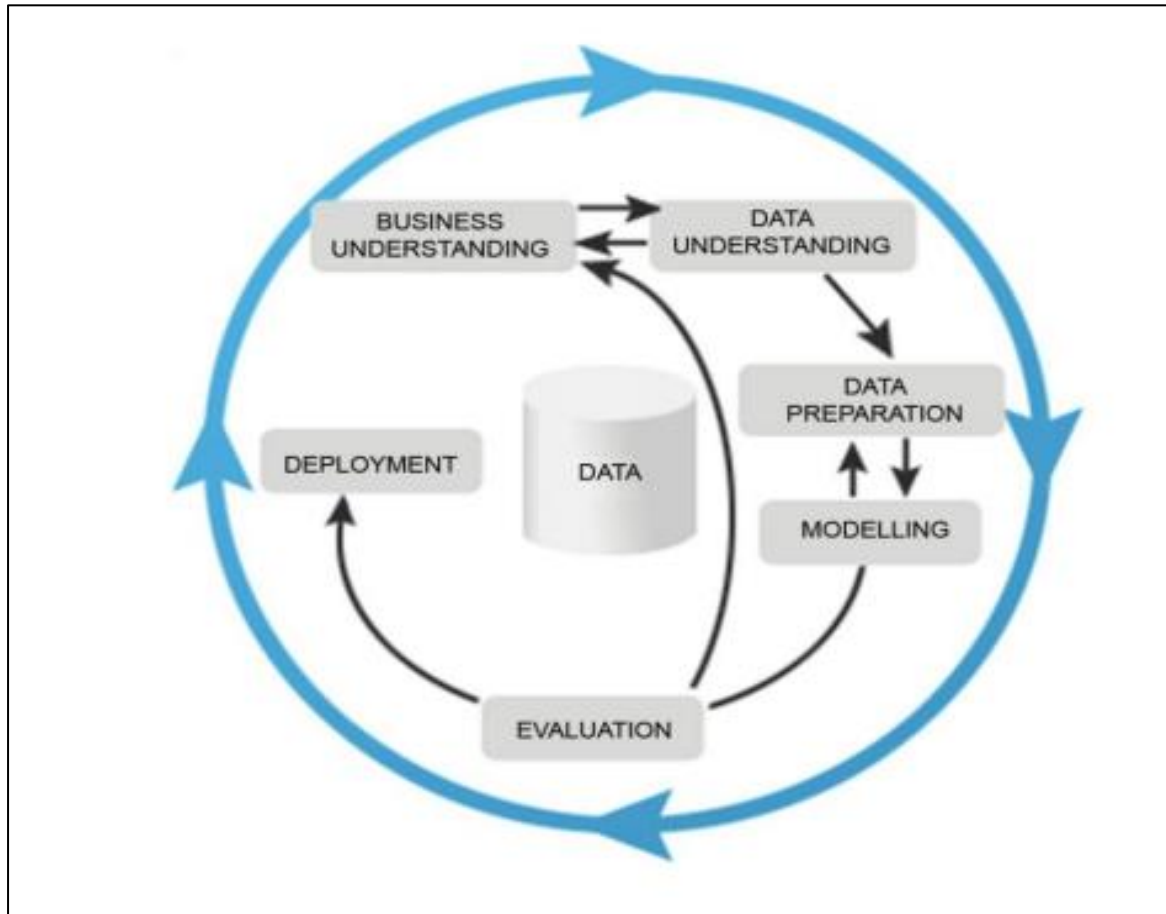 BUSINESS
UNDERSTANDING
DATA
UNDERSTANDING
DATA
PREPARATION
DEPLOYMENT
DATA
MODELLING
EVALUATION